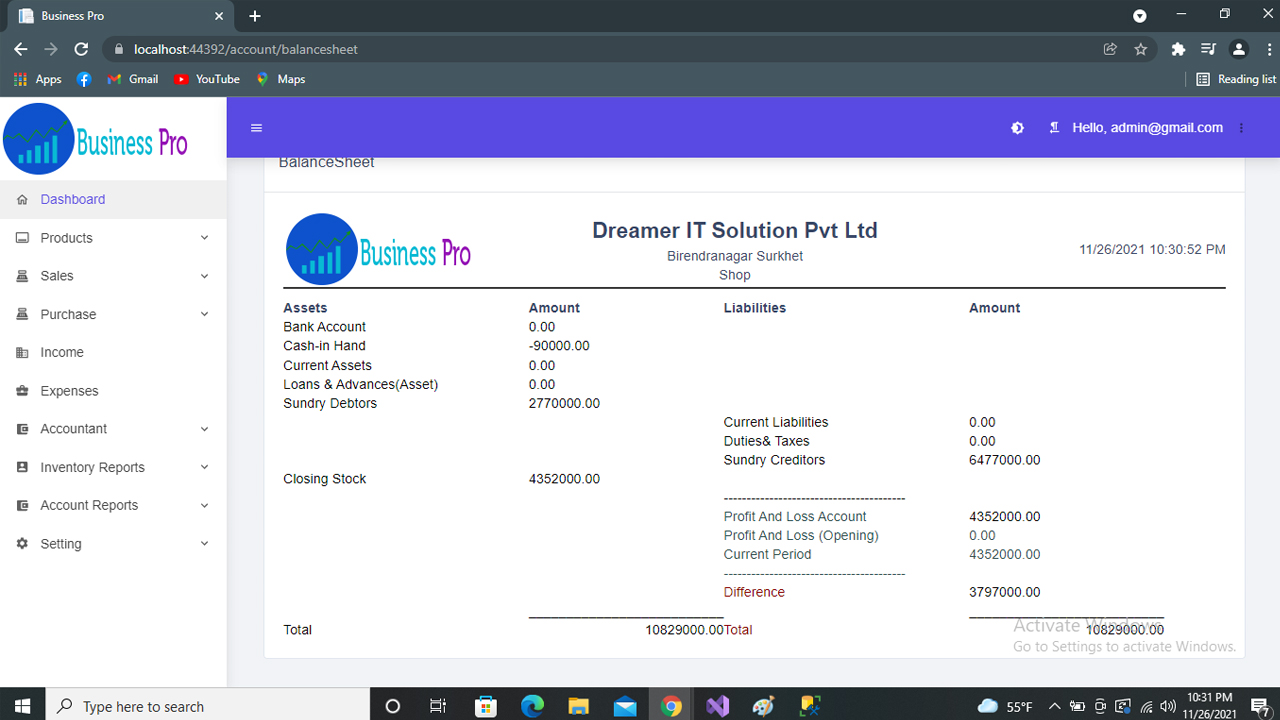 Business Pro
localhost:44392/account/balancesheet
Apps Gmail YouTube Maps Reading list
Business Pro
Hello, admin@gmail.com
Dashboard
Products
Sales
Purchase
Income
Expenses
Accountant
Inventory Reports
Account Reports
Setting
BalanceSheet
Business Pro
Dreamer IT Solution Pvt Ltd
Birendranagar Surkhet
Shop
11/26/2021 10:30:52 PM
Assets Amount Liabilities Amount
Bank Account 0.00
Cash-in Hand -90000.00
Current Assets 0.00
Loans & Advances(Asset) 0.00
Sundry Debtors 2770000.00
Current Liabilities 0.00
Duties& Taxes 0.00
Sundry Creditors 6477000.00
Closing Stock 4352000.00
----------------------------------------
Profit And Loss Account 4352000.00
Profit And Loss (Opening) 0.00
Current Period 4352000.00
----------------------------------------
Difference 3797000.00
Total 10829000.00Total 10829000.00
Activate Windows
Go to Settings to activate Windows.
Type here to search
55°F
10:31 PM
11/26/2021
7